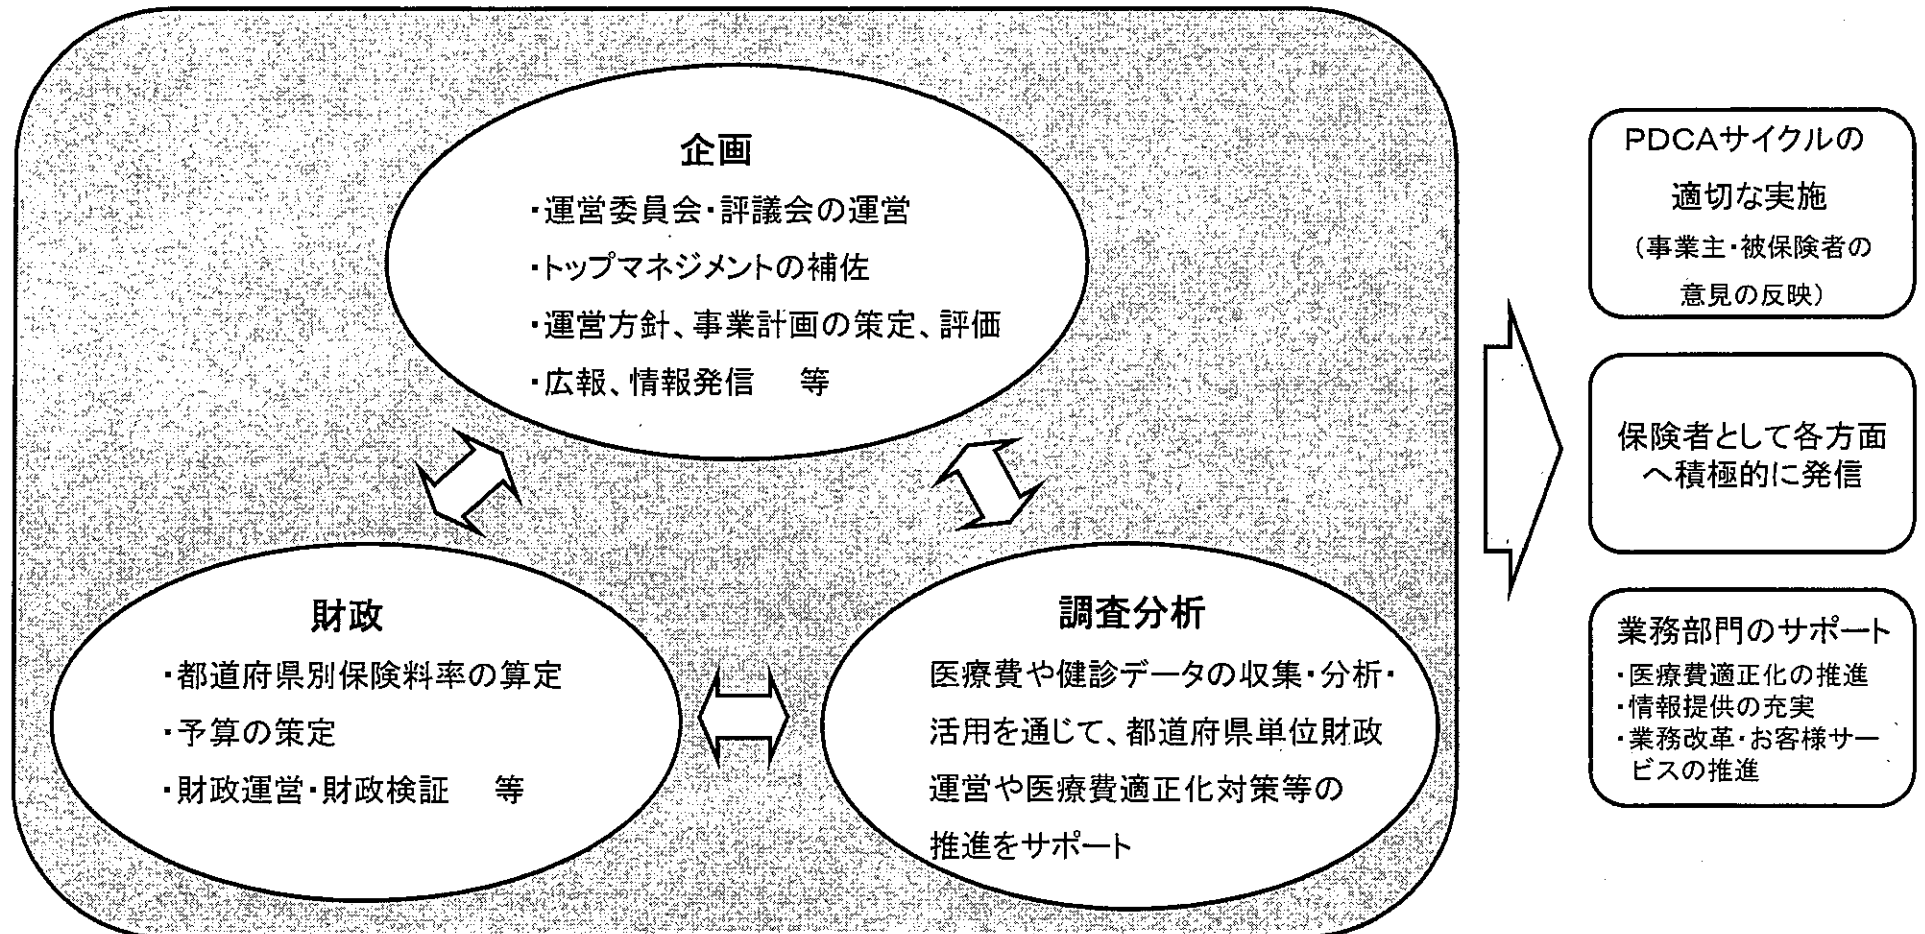 企画
・運営委員会・評議会の運営
・トップマネジメントの補佐
・運営方針、事業計画の策定、評価
・広報、情報発信　等
財政
・都道府県別保険料率の算定
・予算の策定
・財政運営・財政検証　等
調査分析
医療費や健診データの収集・分析・
活用を通じて、都道府県単位財政
運営や医療費適正化対策等の
推進をサポート
PDCAサイクルの
適切な実施
（事業主・被保険者の
意見の反映）
保険者として各方面
へ積極的に発信
業務部門のサポート
・医療費適正化の推進
・情報提供の充実
・業務改革・お客様サー
ビスの推進